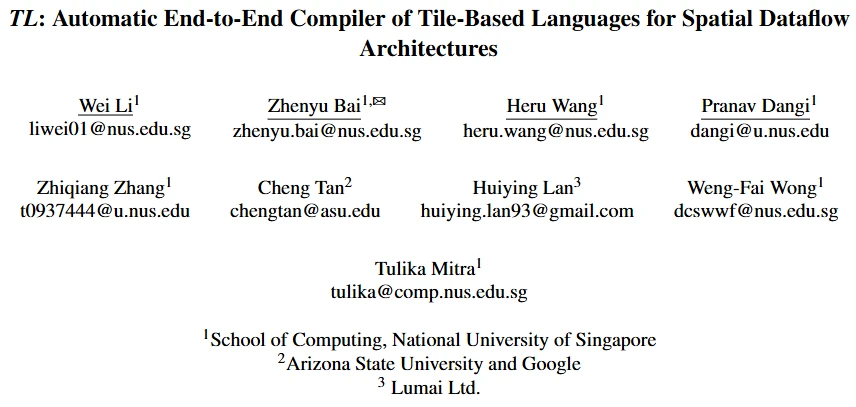 TL: Automatic End-to-End Compiler of Tile-Based Languages for Spatial Dataflow
Architectures
Wei Li¹ Zhenyu Bai¹,✉ Heru Wang¹ Pranav Dangi¹
liwei01@nus.edu.sg zhenyu.bai@nus.edu.sg heru.wang@nus.edu.sg dangi@u.nus.edu
Zhiqiang Zhang¹ Cheng Tan² Huiying Lan³ Weng-Fai Wong¹
t0937444@u.nus.edu chengtan@asu.edu huiying.lan93@gmail.com dcswwf@nus.edu.sg
Tulika Mitra¹
tulika@comp.nus.edu.sg
¹School of Computing, National University of Singapore
²Arizona State University and Google
³ Lumai Ltd.